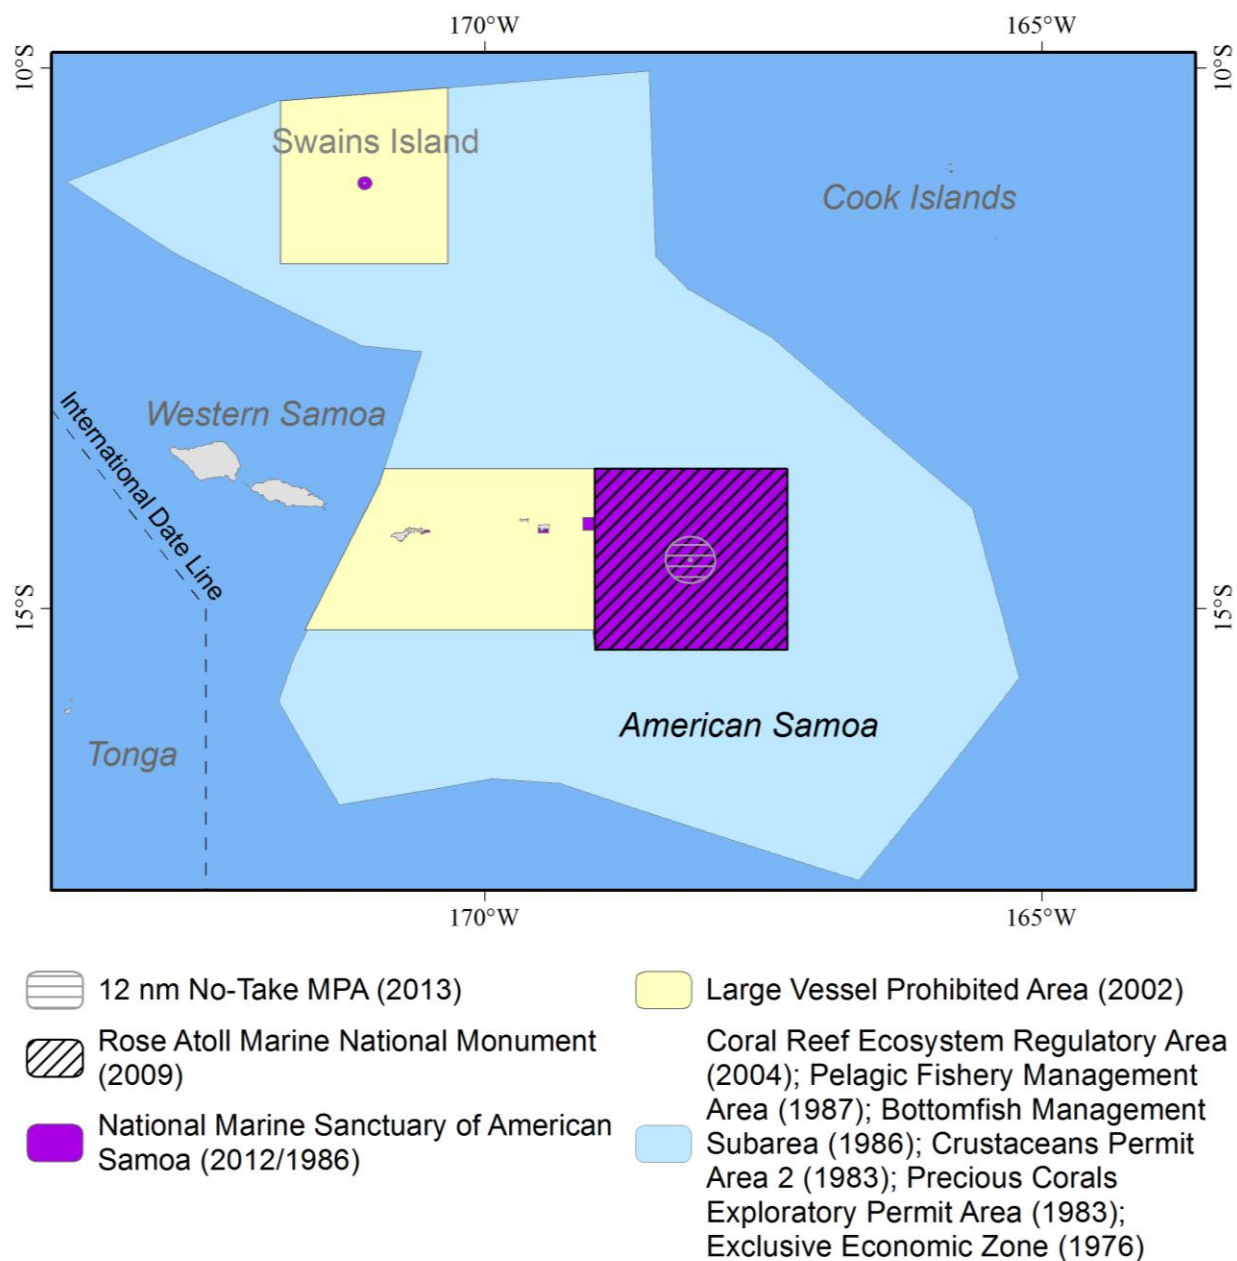 170°W 165°W
10°S 10°S
Swains Island
Cook Islands
Western Samoa
International Date Line
15°S 15°S
American Samoa
Tonga
170°W 165°W
12 nm No-Take MPA (2013)
Rose Atoll Marine National Monument
(2009)
National Marine Sanctuary of American
Samoa (2012/1986)
Large Vessel Prohibited Area (2002)
Coral Reef Ecosystem Regulatory Area
(2004); Pelagic Fishery Management
Area (1987); Bottomfish Management
Subarea (1986); Crustaceans Permit
Area 2 (1983); Precious Corals
Exploratory Permit Area (1983);
Exclusive Economic Zone (1976)